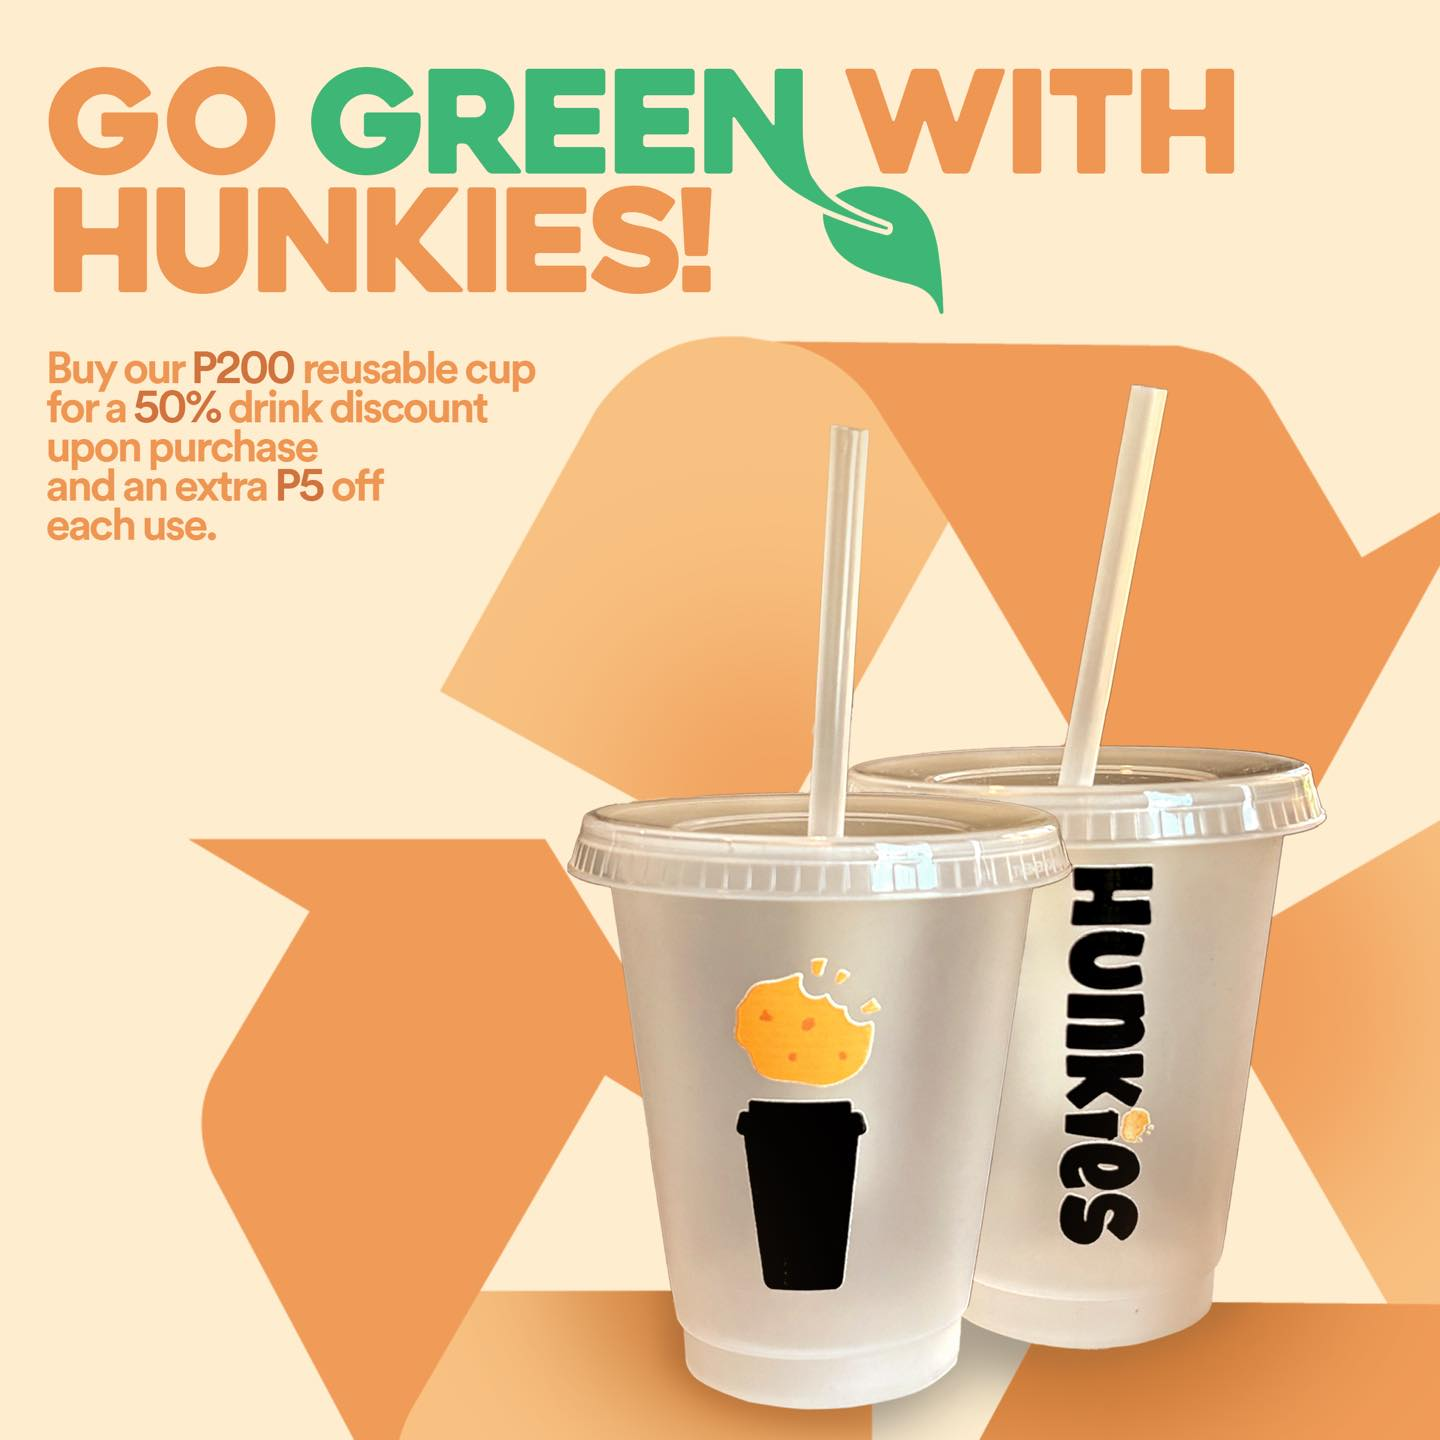 GO GREEN WITH
HUNKIES!
Buy our P200 reusable cup
for a 50% drink discount
upon purchase
and an extra P5 off
each use.
Hunkies